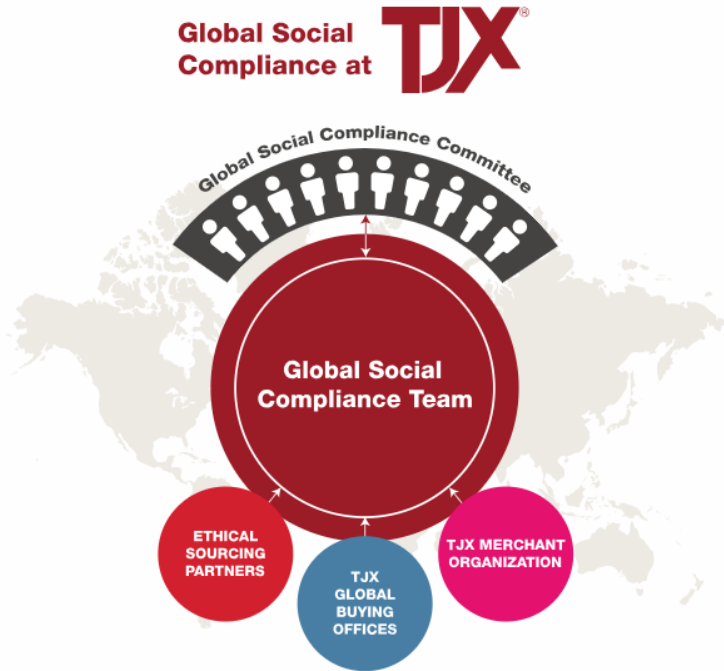 Global Social
Compliance at TJX®
Global Social Compliance Committee
Global Social
Compliance Team
ETHICAL
SOURCING
PARTNERS
TJX
GLOBAL
BUYING
OFFICES
TJX MERCHANT
ORGANIZATION